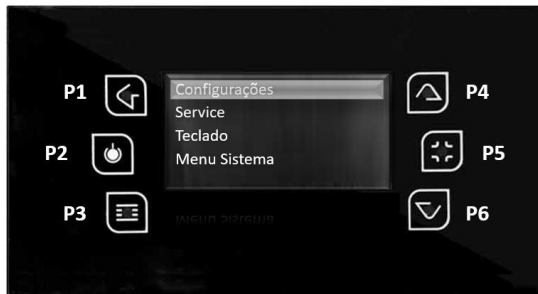 P1
P2
P3
Configurações
Service
Teclado
Menu Sistema
P4
P5
P6